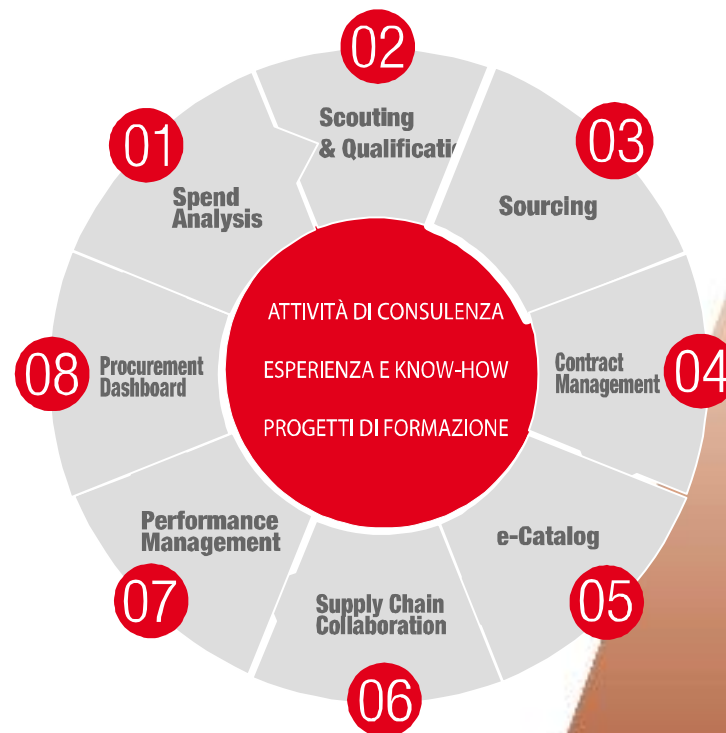 02
Scouting
& Qualificati
01
Spend
Analysis
03
Sourcing
ATTIVITÀ DI CONSULENZA
ESPERIENZA E KNOW-HOW
PROGETTI DI FORMAZIONE
08
Procurement
Dashboard
Contract
Management
04
Performance
Management
07
e-Catalog
05
Supply Chain
Collaboration
06